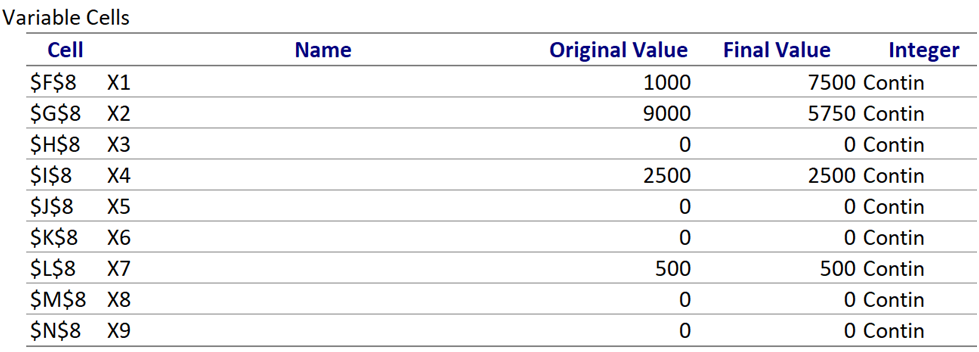 Variable Cells
Cell Name Original Value Final Value Integer
$F$8 X1 1000 7500 Contin
$G$8 X2 9000 5750 Contin
$H$8 X3 0 0 Contin
$I$8 X4 2500 2500 Contin
$J$8 X5 0 0 Contin
$K$8 X6 0 0 Contin
$L$8 X7 500 500 Contin
$M$8 X8 0 0 Contin
$N$8 X9 0 0 Contin